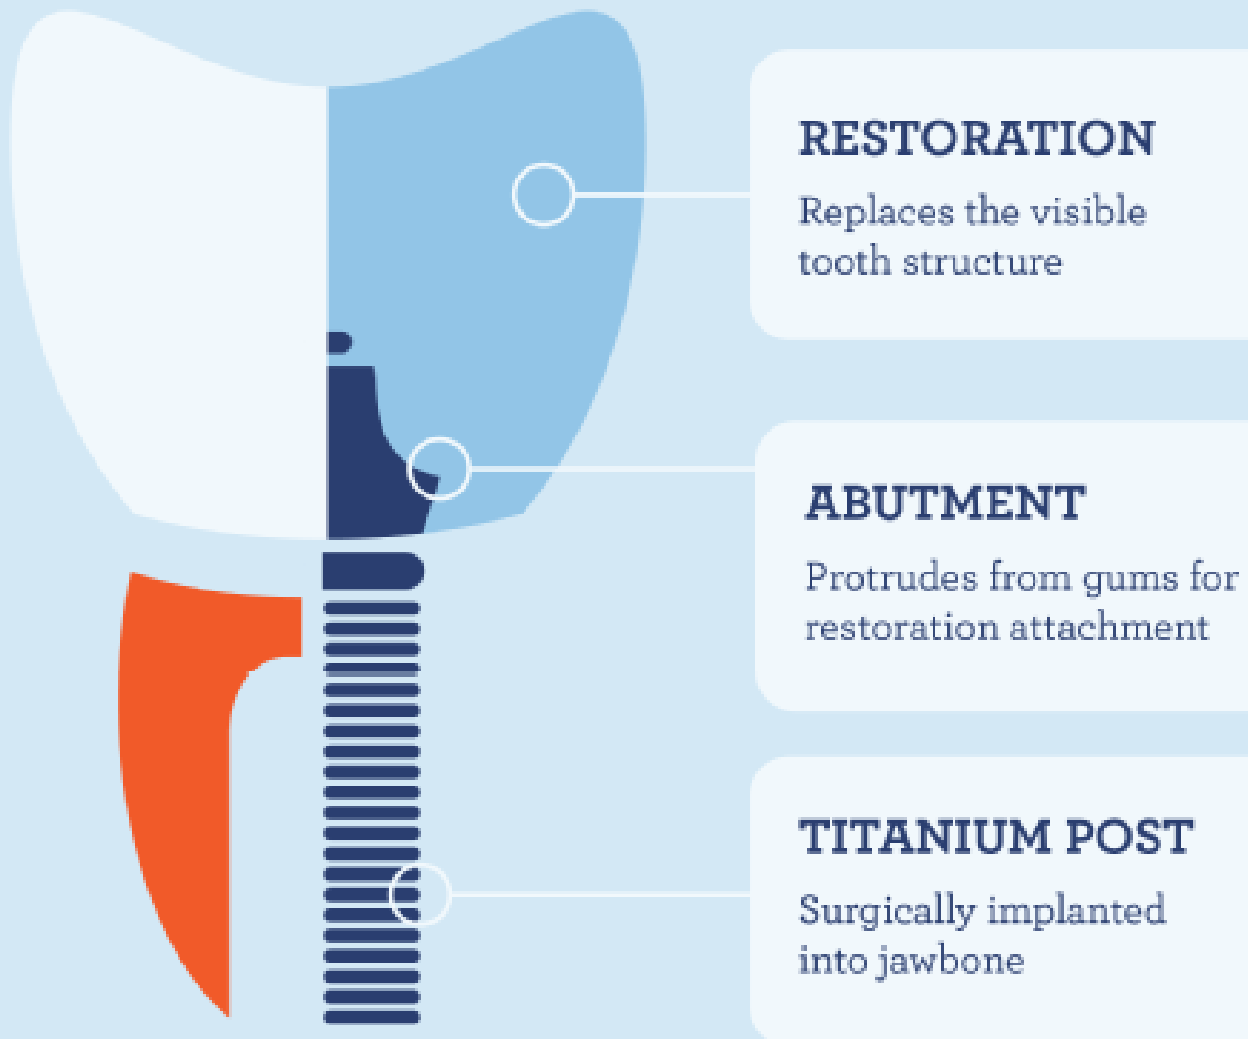 RESTORATION
Replaces the visible
tooth structure
ABUTMENT
Protrudes from gums for
restoration attachment
TITANIUM POST
Surgically implanted
into jawbone